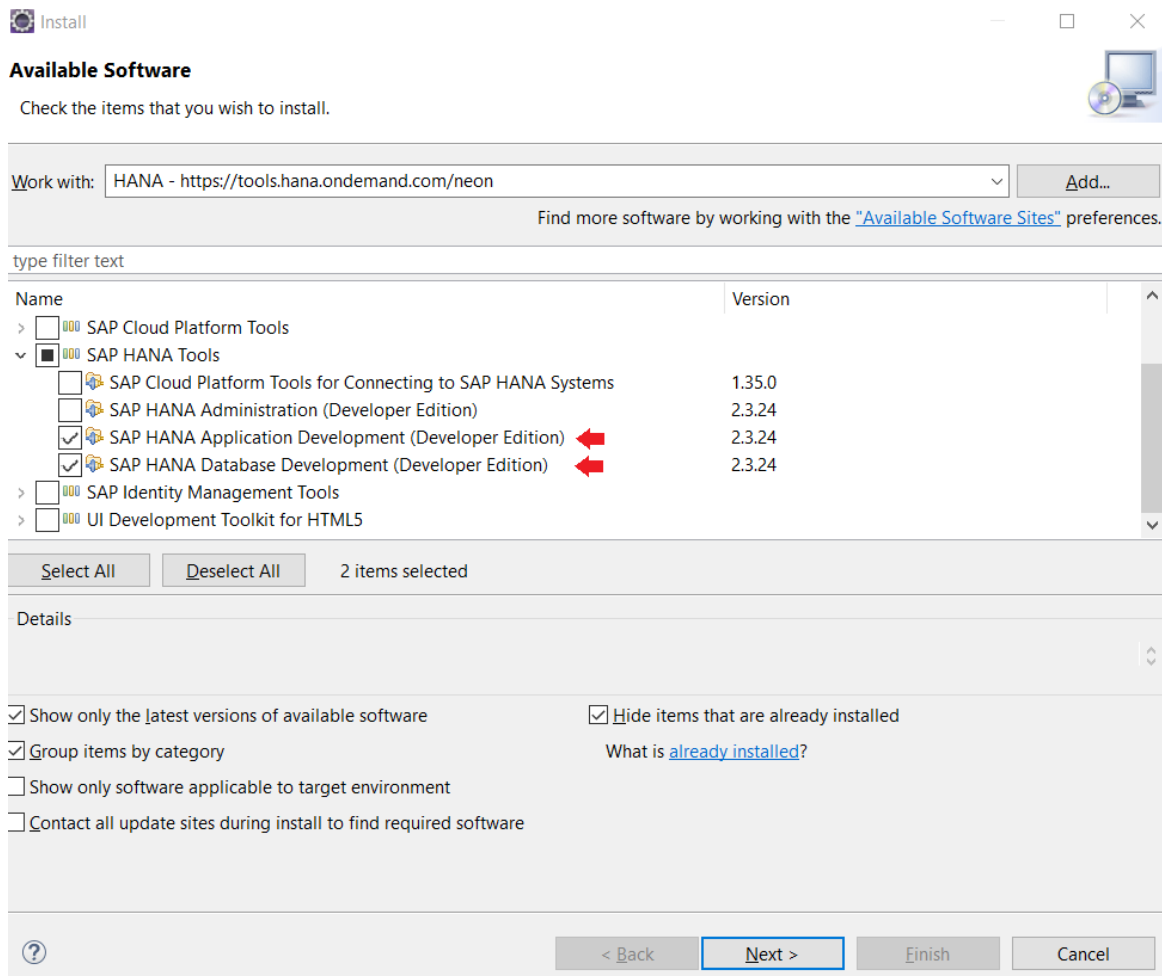 Install
Available Software
Check the items that you wish to install.
Work with: HANA - https://tools.hana.ondemand.com/neon Add...
Find more software by working with the "Available Software Sites" preferences.
type filter text
Name Version
SAP Cloud Platform Tools
SAP HANA Tools
SAP Cloud Platform Tools for Connecting to SAP HANA Systems 1.35.0
SAP HANA Administration (Developer Edition) 2.3.24
SAP HANA Application Development (Developer Edition) 2.3.24
SAP HANA Database Development (Developer Edition) 2.3.24
SAP Identity Management Tools
UI Development Toolkit for HTML5
Select All Deselect All 2 items selected
Details
Show only the latest versions of available software Hide items that are already installed
Group items by category What is already installed?
Show only software applicable to target environment
Contact all update sites during install to find required software
? < Back Next > Finish Cancel